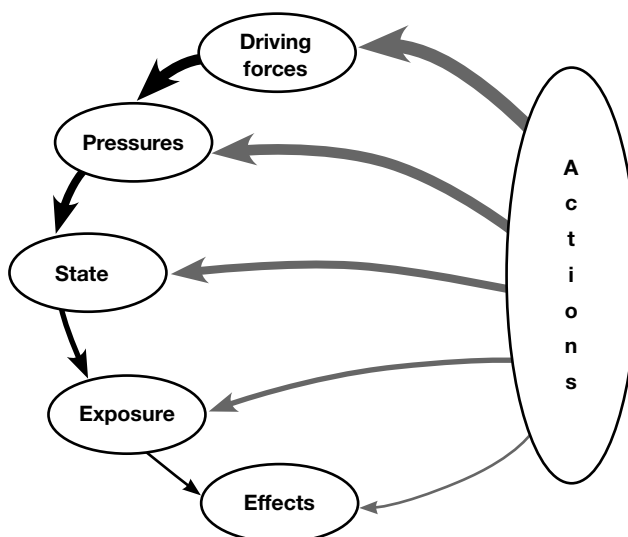 Driving
forces
Pressures
State
Exposure
Effects
A
c
t
i
o
n
s